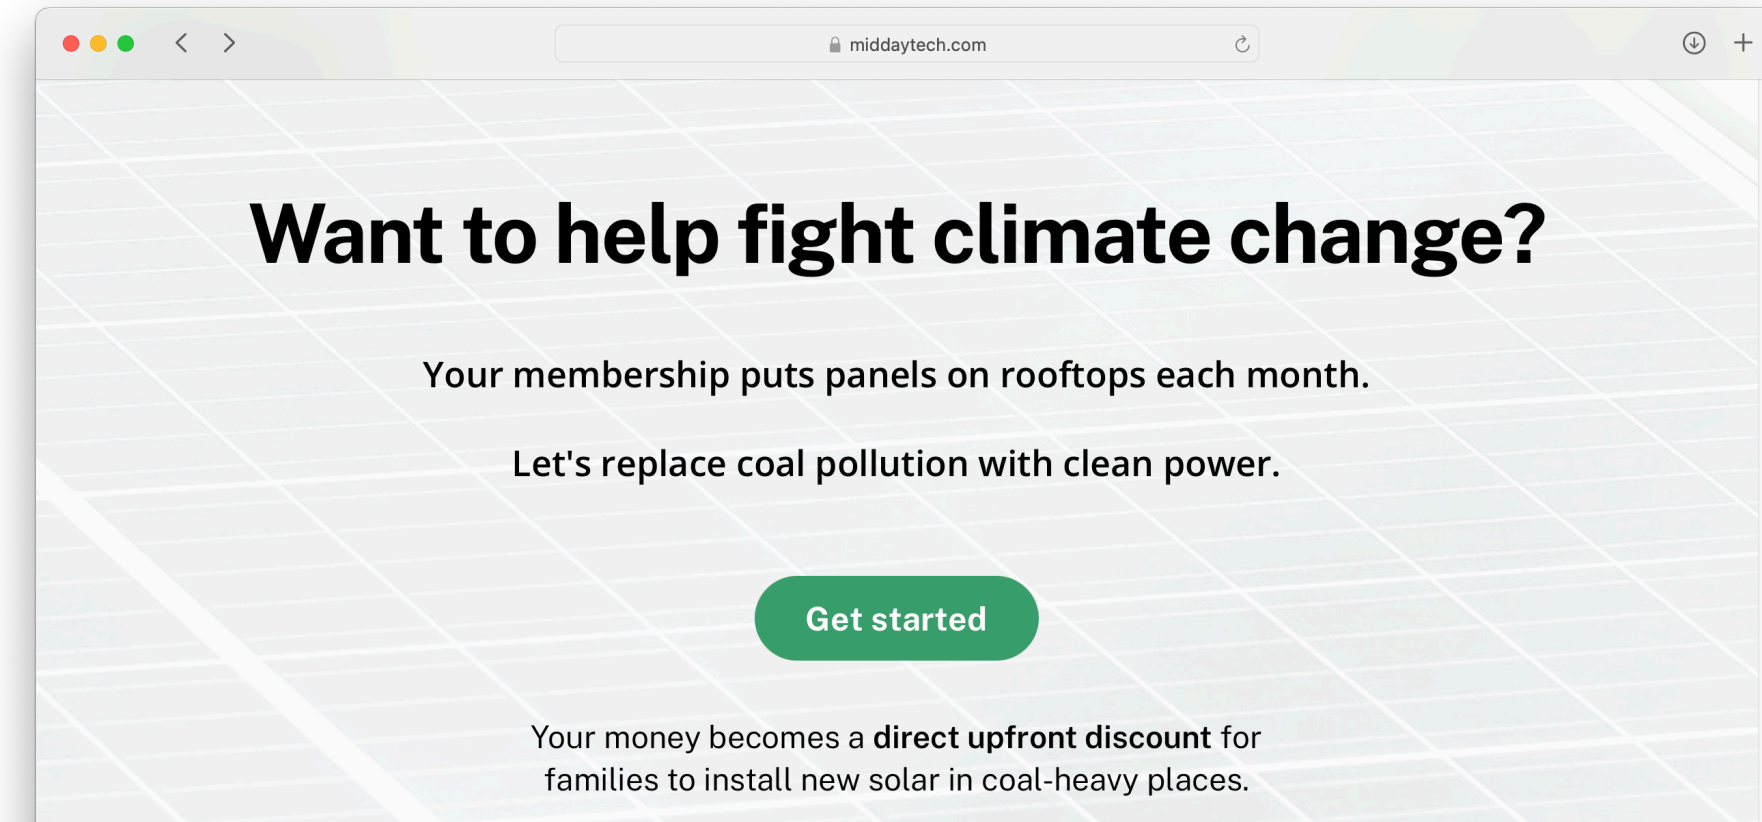 middaytech.com
Want to help fight climate change?
Your membership puts panels on rooftops each month.
Let's replace coal pollution with clean power.
Get started
Your money becomes a direct upfront discount for
families to install new solar in coal-heavy places.